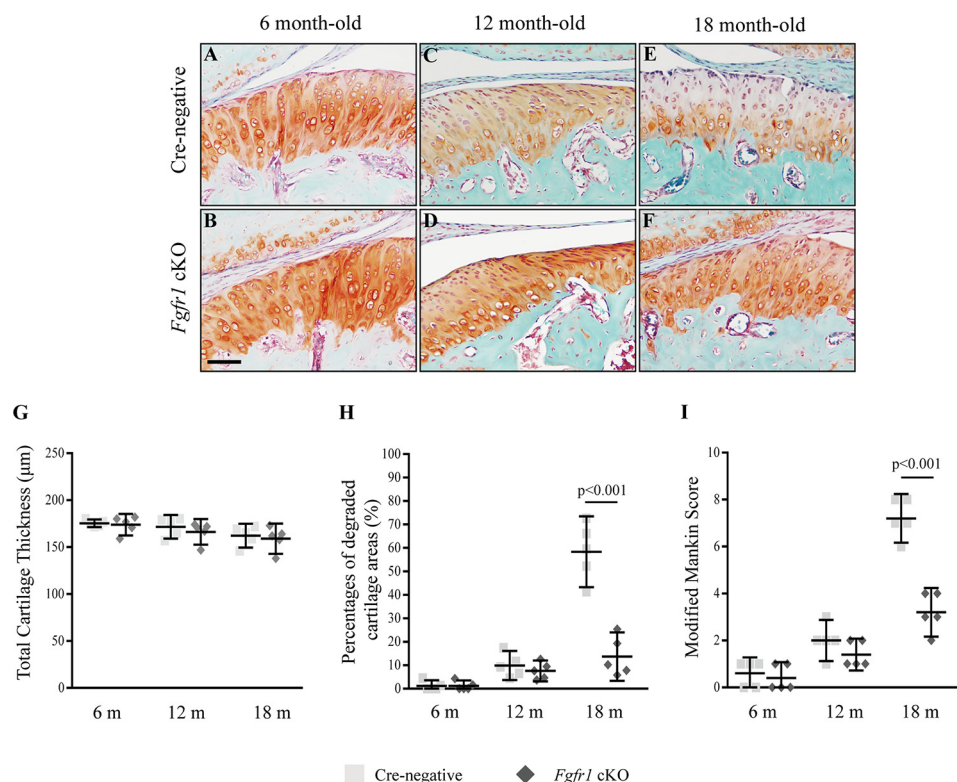 6 month-old 12 month-old 18 month-old
Cre-negative
A C E
Fgfr1 cKO
B D F
G H I
Total Cartilage Thickness (μm)
250
200
150
100
50
0
6 m 12 m 18 m
Percentages of degraded
cartilage areas (%)
100
90
80
70
60
50
40
30
20
10
0
p<0.001
6 m 12 m 18 m
Modified Mankin Score
10
8
6
4
2
0
p<0.001
6 m 12 m 18 m
Cre-negative Fgfr1 cKO